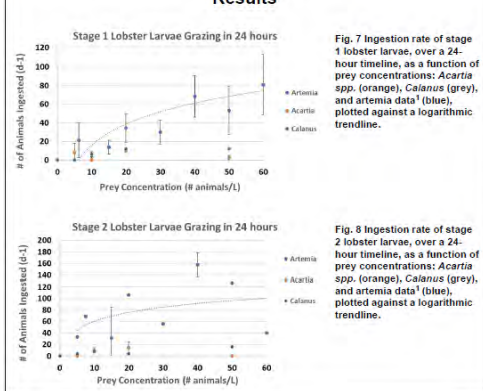 Results
Stage 1 Lobster Larvae Grazing in 24 hours
# of Animals Ingested (d-1)
120
100
80
60
40
20
0
0 10 20 30 40 50 60
Prey Concentration (# animals/L)
Artemia
Acartia
Calanus
Fig. 7 Ingestion rate of stage
1 lobster larvae, over a 24-
hour timeline, as a function of
prey concentrations: Acartia
spp. (orange), Calanus (grey),
and artemia data1 (blue),
plotted against a logarithmic
trendline.
Stage 2 Lobster Larvae Grazing in 24 hours
# of Animals Ingested (d-1)
200
180
160
140
120
100
80
60
40
20
0
0 10 20 30 40 50 60
Prey Concentration (# animals/L)
Artemia
Acartia
Calanus
Fig. 8 Ingestion rate of stage
2 lobster larvae, over a 24-
hour timeline, as a function of
prey concentrations: Acartia
spp. (orange), Calanus (grey),
and artemia data1 (blue),
plotted against a logarithmic
trendline.